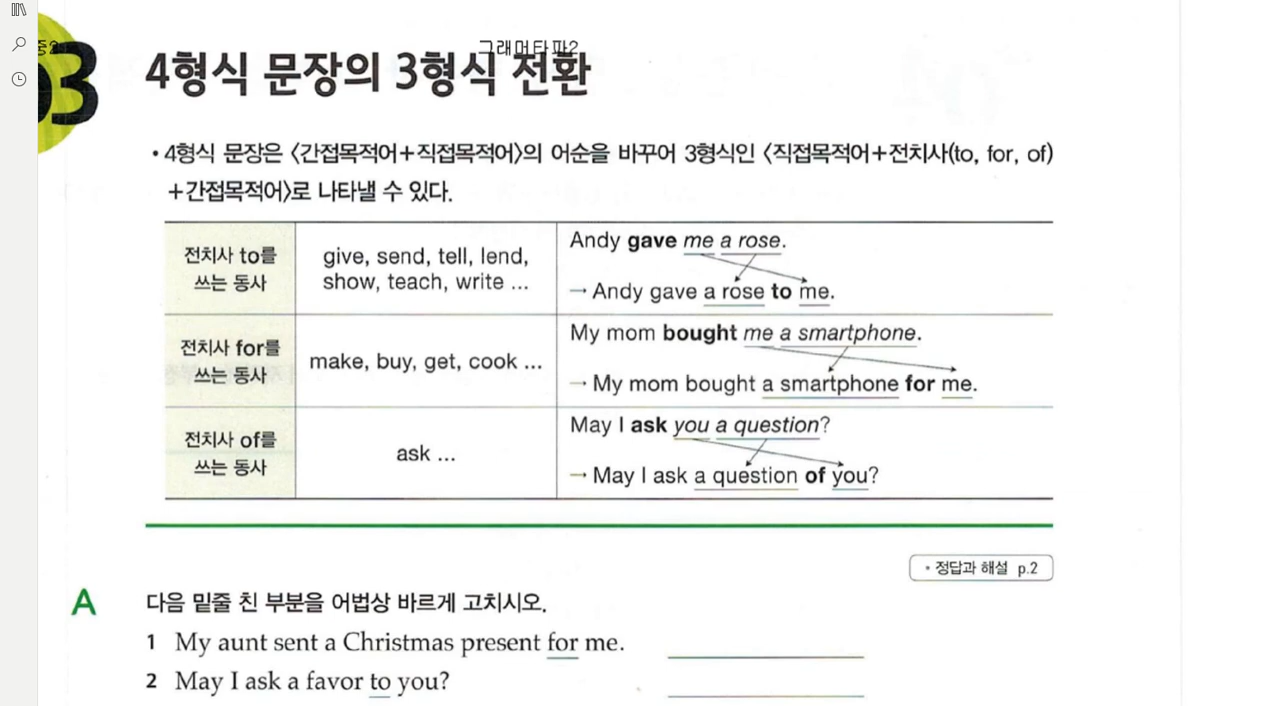 그래머타파2
03
4형식 문장의 3형식 전환
• 4형식 문장은 〈간접목적어+직접목적어〉의 어순을 바꾸어 3형식인 〈직접목적어+전치사(to, for, of)
+간접목적어〉로 나타낼 수 있다.
전치사 to를
쓰는 동사
give, send, tell, lend,
show, teach, write ...
Andy gave me a rose.
→ Andy gave a rose to me.
전치사 for를
쓰는 동사
make, buy, get, cook ...
My mom bought me a smartphone.
→ My mom bought a smartphone for me.
전치사 of를
쓰는 동사
ask ...
May I ask you a question?
→ May I ask a question of you?
• 정답과 해설 p.2
A 다음 밑줄 친 부분을 어법상 바르게 고치시오.
1 My aunt sent a Christmas present for me.
2 May I ask a favor to you?